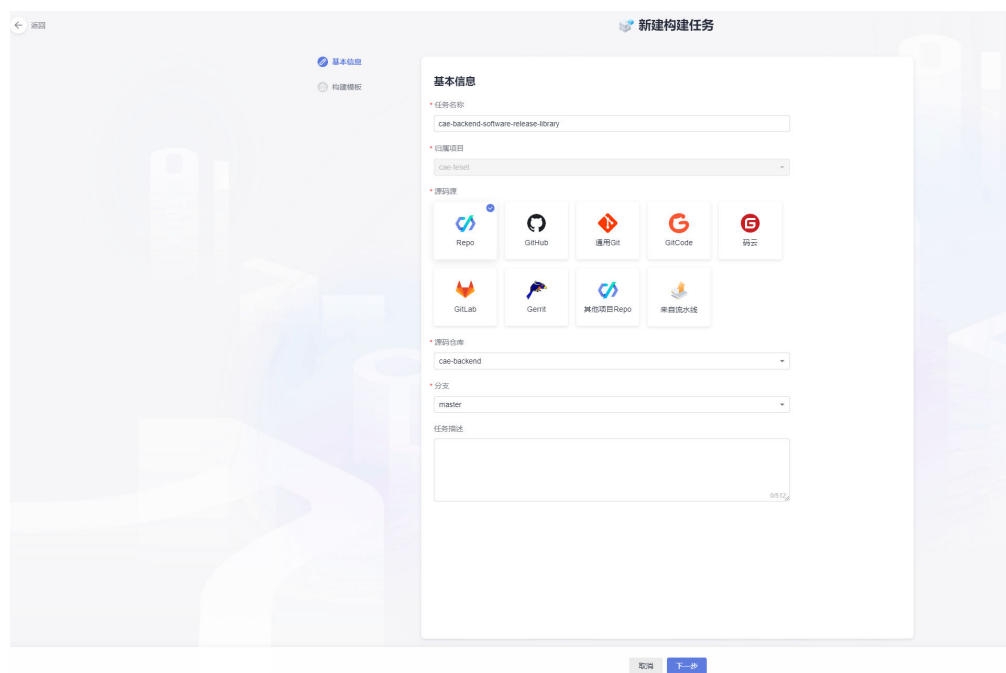 返回
新建构建任务
基本信息
构建模板
基本信息
* 任务名称
cae-backend-software-release-library
* 归属项目
cae-teset
* 源码源
Repo
GitHub
通用Git
GitCode
码云
GitLab
Gerrit
其他项目Repo
来自流水线
* 源码仓库
cae-backend
* 分支
master
任务描述
0/512
取消
下一步